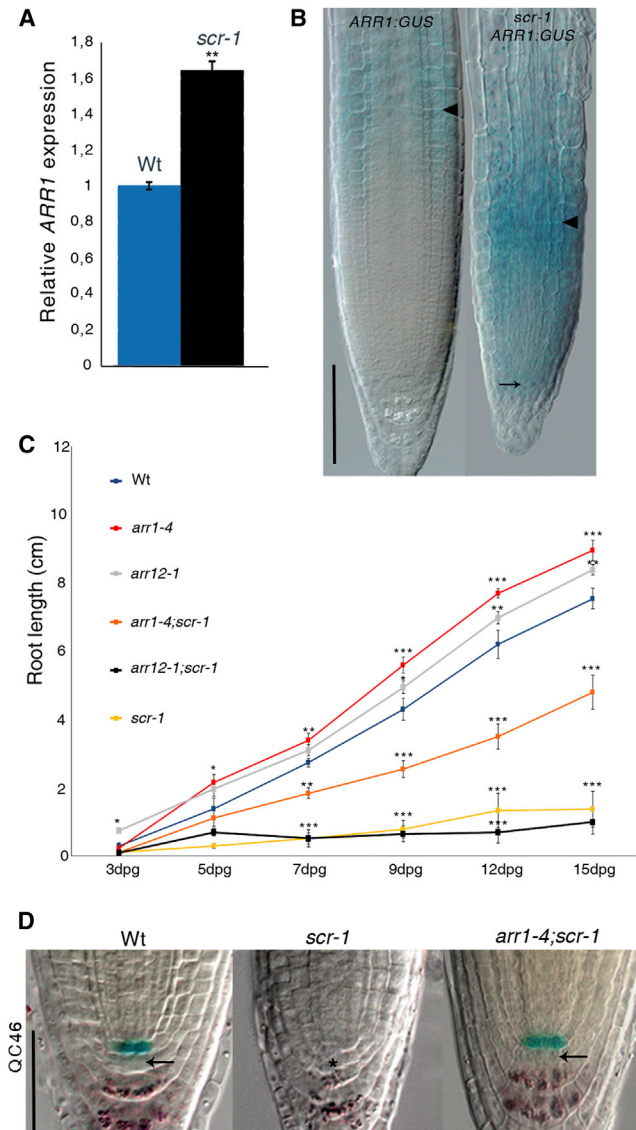 A
scr-1
**
Wt
Relative ARR1 expression
1,8
1,6
1,4
1,2
1
0,8
0,6
0,4
0,2
0
B
ARR1:GUS
scr-1
ARR1:GUS
C
Root length (cm)
12
10
8
6
4
2
0
Wt
arr1-4
arr12-1
arr1-4;scr-1
arr12-1;scr-1
scr-1
*
*
**
**
***
***
*
***
***
***
**
***
***
***
***
**
***
***
3dpg
5dpg
7dpg
9dpg
12dpg
15dpg
D
Wt
scr-1
arr1-4;scr-1
QC46
*